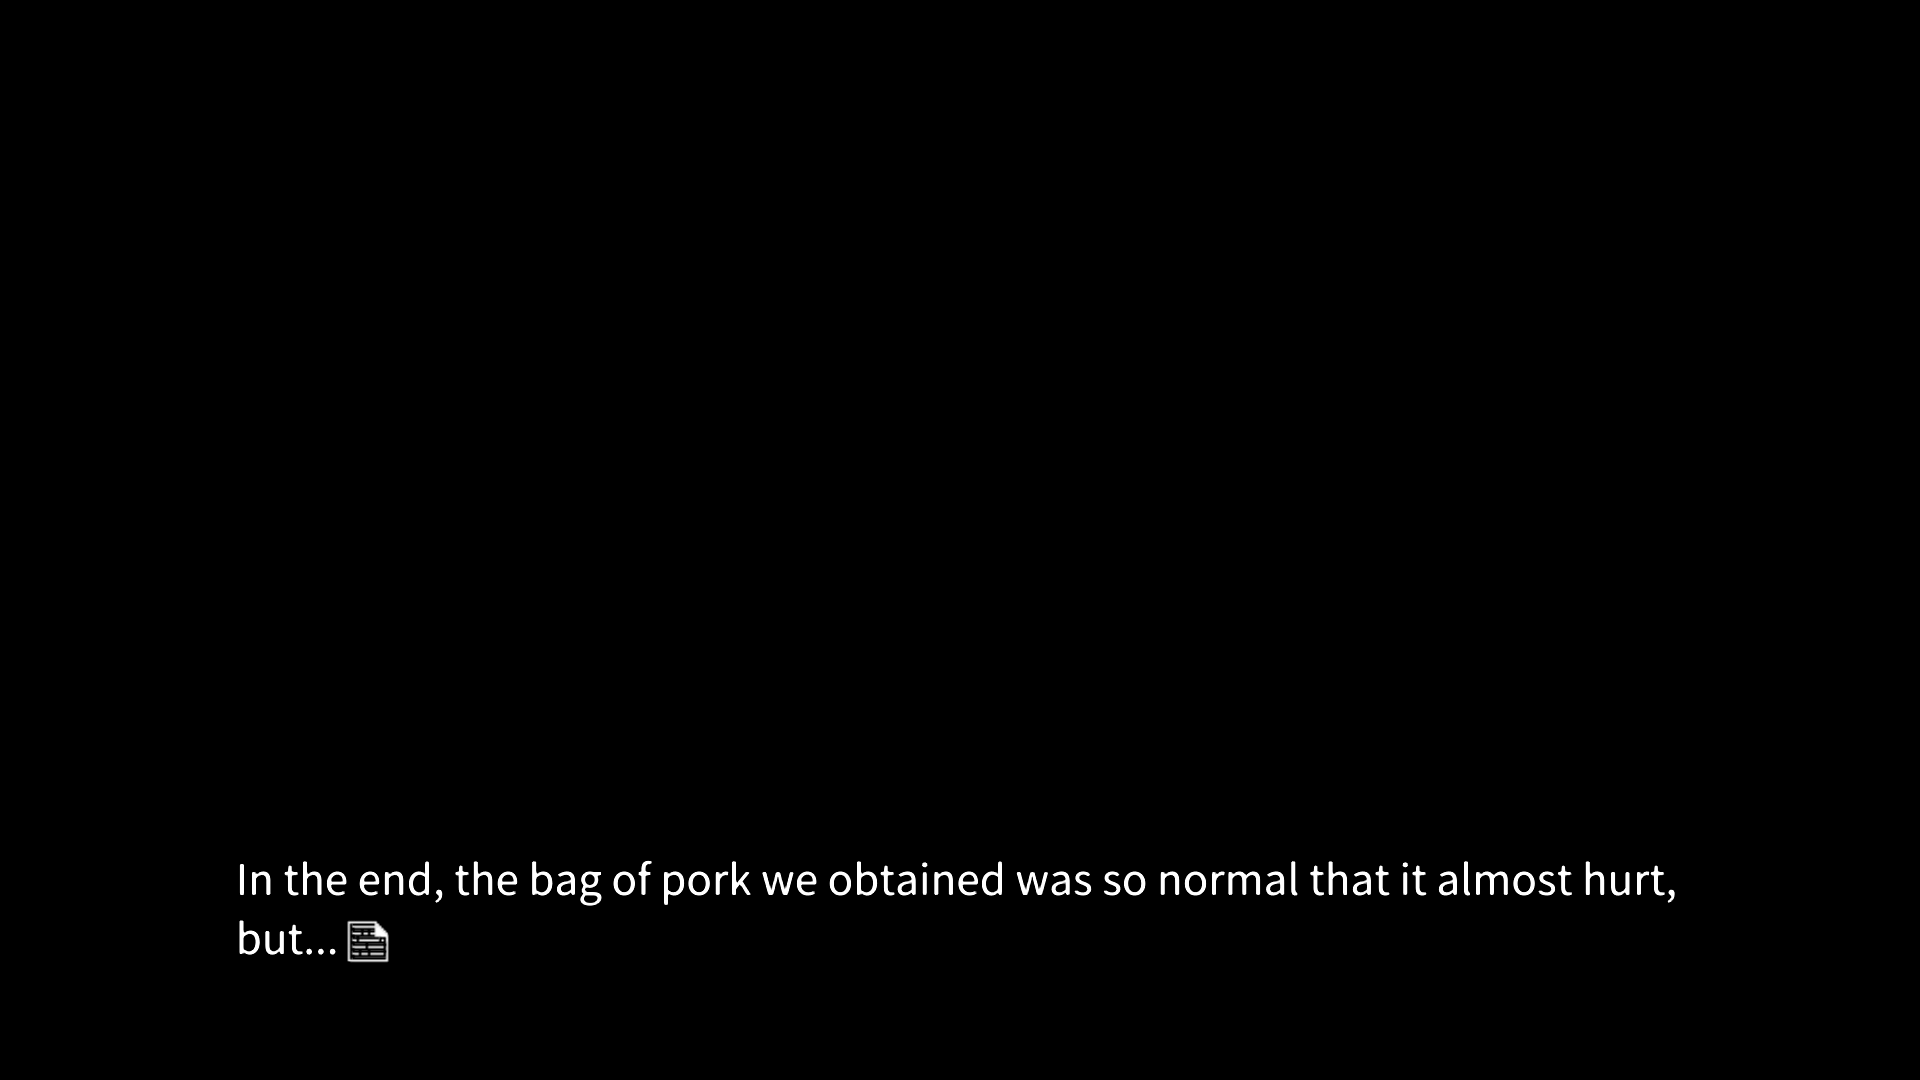 In the end, the bag of pork we obtained was so normal that it almost hurt,
but...